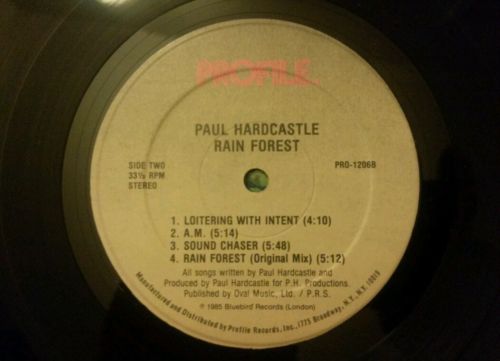 PROFILE
PAUL HARDCASTLE
RAIN FOREST
SIDE TWO
33⅓ RPM
STEREO
PRO-1206B
1. LOITERING WITH INTENT (4:10)
2. A.M. (5:14)
3. SOUND CHASER (5:48)
4. RAIN FOREST (Original Mix) (5:12)
All songs written by Paul Hardcastle and
Produced by Paul Hardcastle for P.H. Productions.
Published by Oval Music, Ltd. / P.R.S.
℗ 1985 Bluebird Records (London)
Manufactured and Distributed by Profile Records, Inc., 1775 Broadway, N.Y., N.Y. 10019